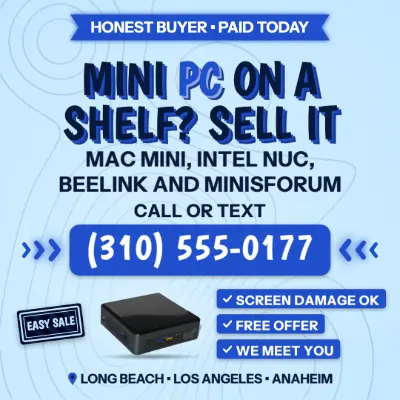 HONEST BUYER • PAID TODAY
MINI PC ON A
SHELF? SELL IT
MAC MINI, INTEL NUC,
BEELINK AND MINISFORUM
CALL OR TEXT
(310) 555-0177
EASY SALE
SCREEN DAMAGE OK
FREE OFFER
WE MEET YOU
LONG BEACH • LOS ANGELES • ANAHEIM